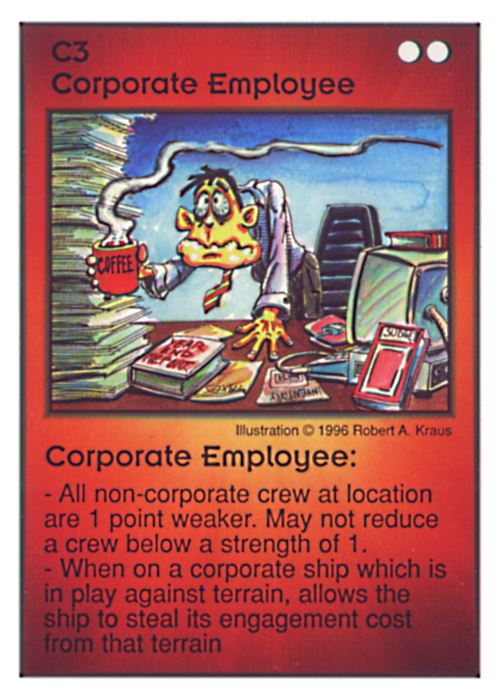 C3
Corporate Employee
COFFEE
YEAR
END
REPORT
INVENTORY
Illustration © 1996 Robert A. Kraus
Corporate Employee:
- All non-corporate crew at location
are 1 point weaker. May not reduce
a crew below a strength of 1.
- When on a corporate ship which is
in play against terrain, allows the
ship to steal its engagement cost
from that terrain